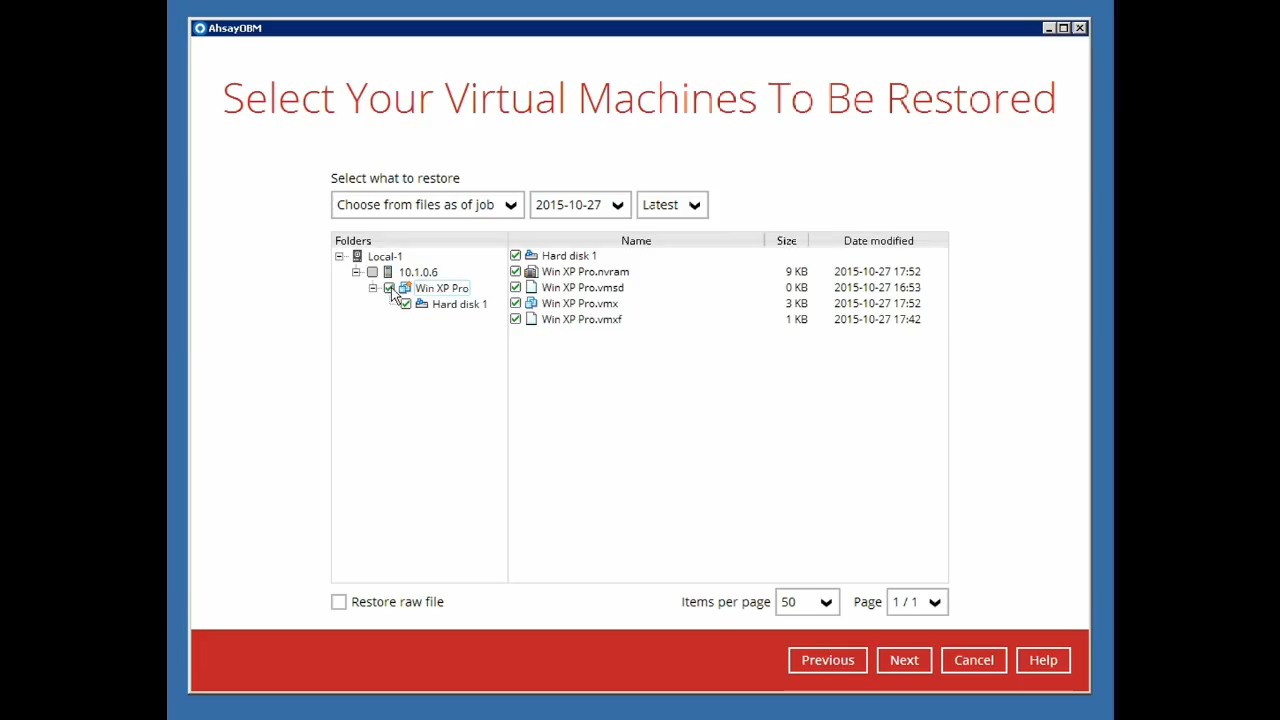 AhsayOBM
Select Your Virtual Machines To Be Restored
Select what to restore
Choose from files as of job 2015-10-27 Latest
Folders Name Size Date modified
Local-1
10.1.0.6
Win XP Pro
Hard disk 1
Hard disk 1
Win XP Pro.nvram 9 KB 2015-10-27 17:52
Win XP Pro.vmsd 0 KB 2015-10-27 16:53
Win XP Pro.vmx 3 KB 2015-10-27 17:52
Win XP Pro.vmxf 1 KB 2015-10-27 17:42
Restore raw file Items per page 50 Page 1 / 1
Previous Next Cancel Help